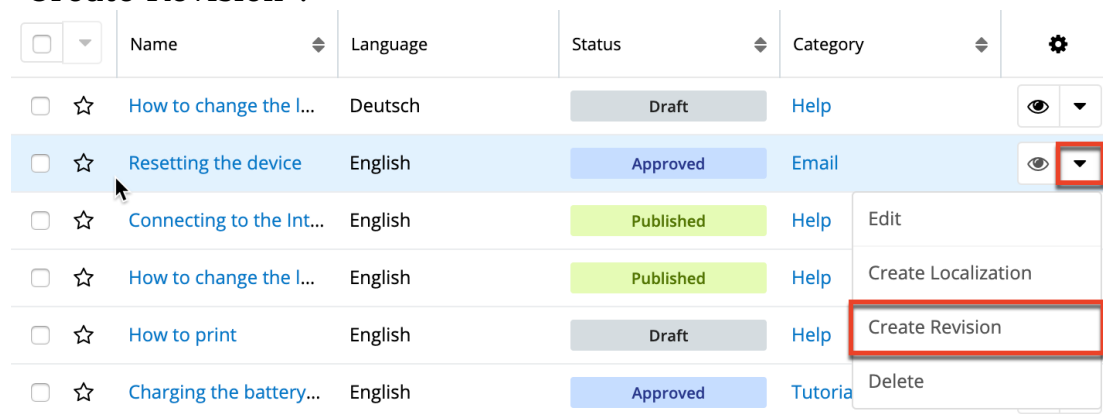 Name Language Status Category
How to change the l... Deutsch Draft Help
Resetting the device English Approved Email
Connecting to the Int... English Published Help
Edit
How to change the l... English Published Help
Create Localization
How to print English Draft Help
Create Revision
Charging the battery... English Approved Tutoria
Delete